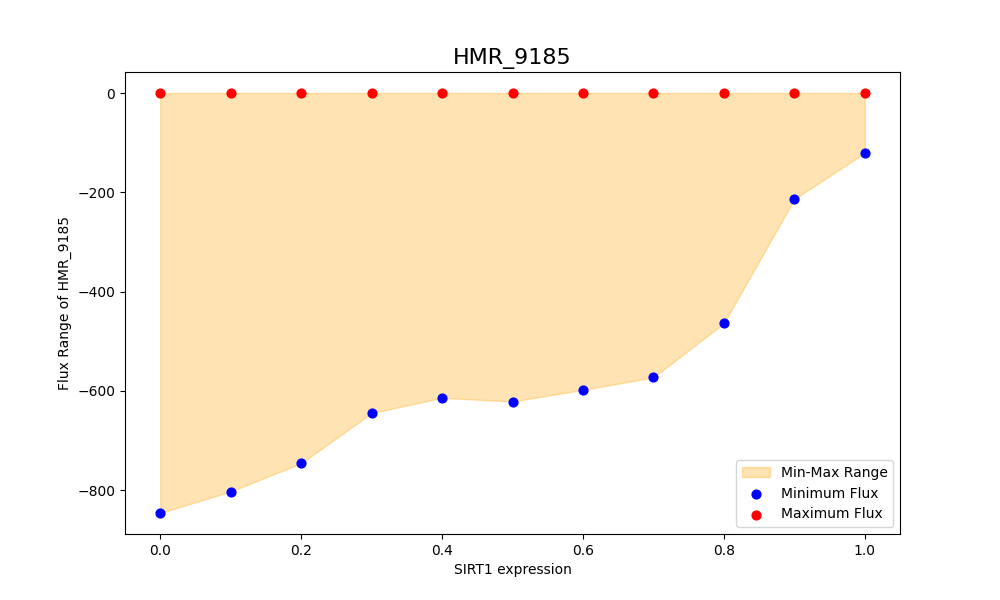 HMR_9185
Flux Range of HMR_9185
0
−200
−400
−600
−800
0.0 0.2 0.4 0.6 0.8 1.0
SIRT1 expression
Min-Max Range
Minimum Flux
Maximum Flux